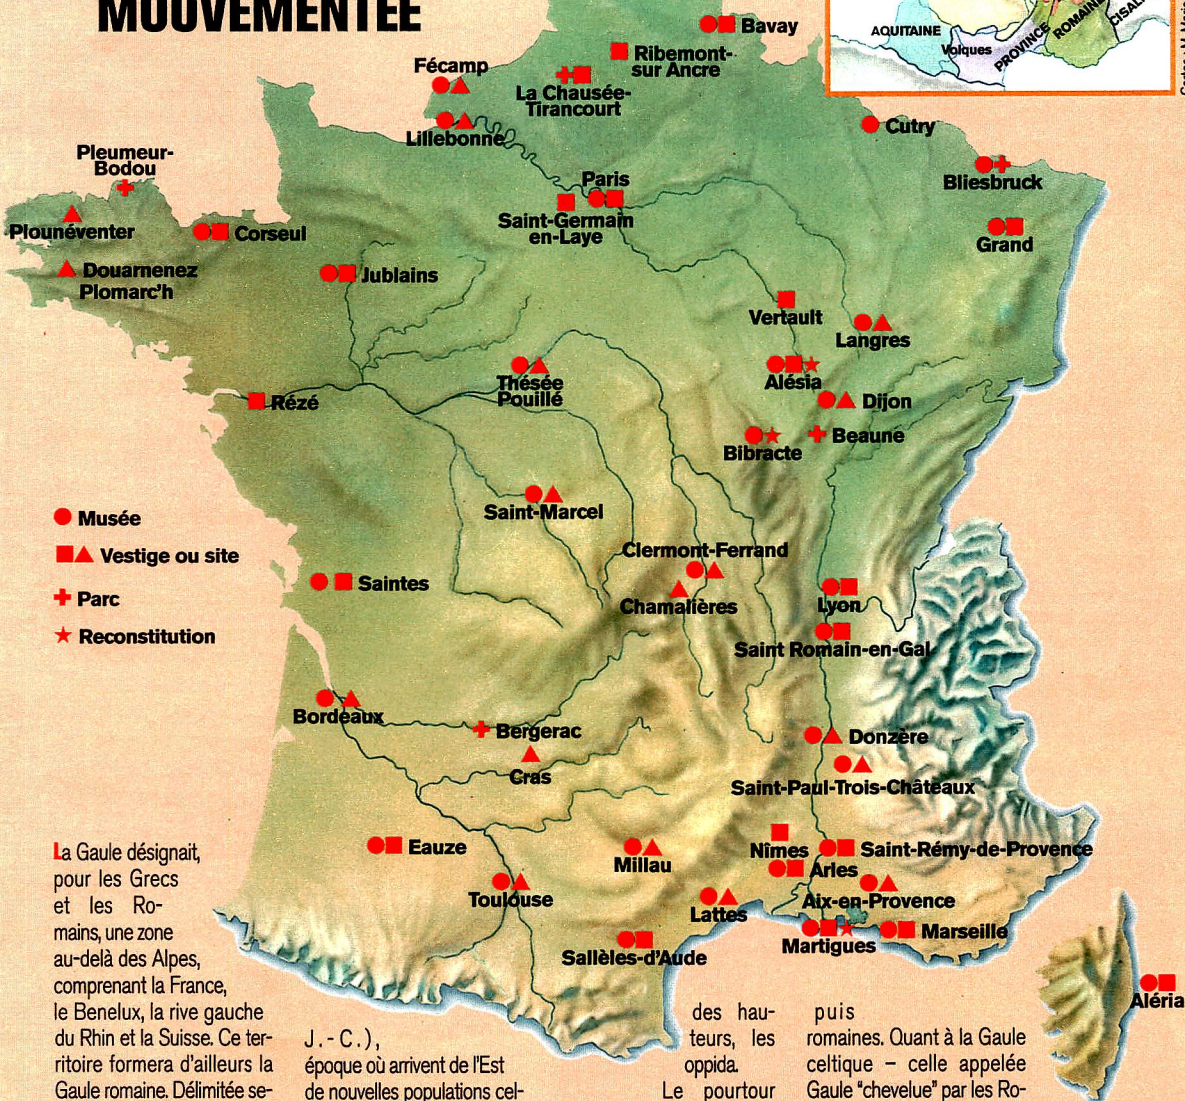 MOUVEMENTÉE
AQUITAINE
Volques
PROVINCE
ROMAINE
Bavay
Ribemont-
sur Ancre
Fécamp
La Chausée-
Tirancourt
Lillebonne
Cutry
Pleumeur-
Bodou
Bliesbruck
Paris
Plounéventer
Corseul
Saint-Germain
en-Laye
Grand
Douarnenez
Plomarc'h
Jublains
Vertault
Langres
Thésée
Pouillé
Alésia
Rézé
Dijon
Beaune
Bibracte
Saint-Marcel
Musée
Vestige ou site
Parc
Reconstitution
Clermont-Ferrand
Saintes
Chamalières
Lyon
Saint Romain-en-Gal
Bordeaux
Bergerac
Donzère
Cras
Saint-Paul-Trois-Châteaux
Eauze
Millau
Nîmes
Saint-Rémy-de-Provence
Arles
Toulouse
Aix-en-Provence
Lattes
Marseille
Martigues
Sallèles-d'Aude
Aléria
La Gaule désignait,
pour les Grecs
et les Ro-
mains, une zone
au-delà des Alpes,
comprenant la France,
le Benelux, la rive gauche
du Rhin et la Suisse. Ce ter-
ritoire formera d'ailleurs la
Gaule romaine. Délimitée se-
J.-C.),
époque où arrivent de l'Est
de nouvelles populations cel-
des hau-
teurs, les
oppida.
Le pourtour
puis
romaines. Quant à la Gaule
celtique – celle appelée
Gaule "chevelue" par les Ro-